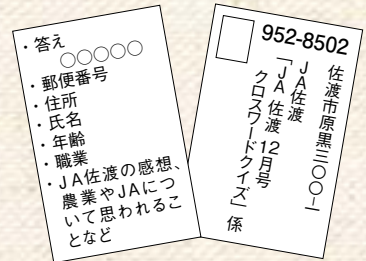 ・答え
○○○○○
・郵便番号
・住所
・氏名
・年齢
・職業
・JA佐渡の感想、
農業やJAにつ
いて思われるこ
となど
952-8502
佐渡市原黒三〇〇―一
JA佐渡
「JA佐渡12月号
クロスワードクイズ」係